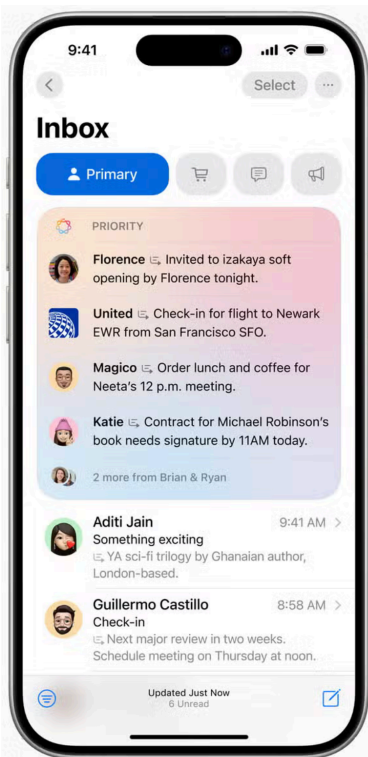 9:41
Select
Inbox
Primary
PRIORITY
Florence Invited to izakaya soft
opening by Florence tonight.
United Check-in for flight to Newark
EWR from San Francisco SFO.
Magico Order lunch and coffee for
Neeta's 12 p.m. meeting.
Katie Contract for Michael Robinson's
book needs signature by 11AM today.
2 more from Brian & Ryan
Aditi Jain 9:41 AM
Something exciting
YA sci-fi trilogy by Ghanaian author,
London-based.
Guillermo Castillo 8:58 AM
Check-in
Next major review in two weeks.
Schedule meeting on Thursday at noon.
Updated Just Now
6 Unread